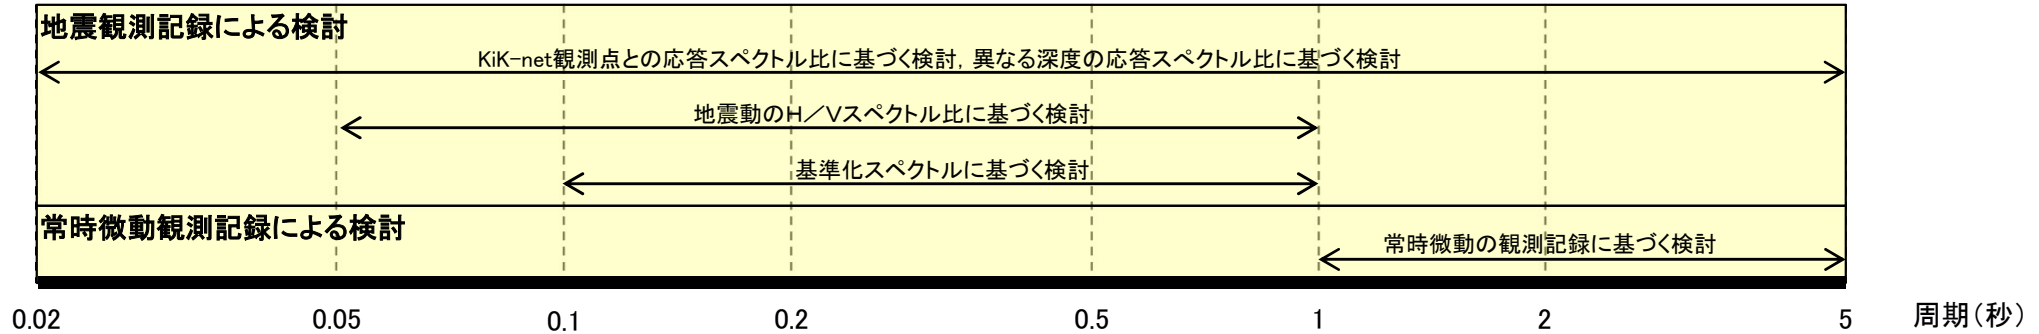 地震観測記録による検討
KiK-net観測点との応答スペクトル比に基づく検討，異なる深度の応答スペクトル比に基づく検討
地震動のH／Vスペクトル比に基づく検討
基準化スペクトルに基づく検討
常時微動観測記録による検討
常時微動の観測記録に基づく検討
0.02 0.05 0.1 0.2 0.5 1 2 5 周期（秒）